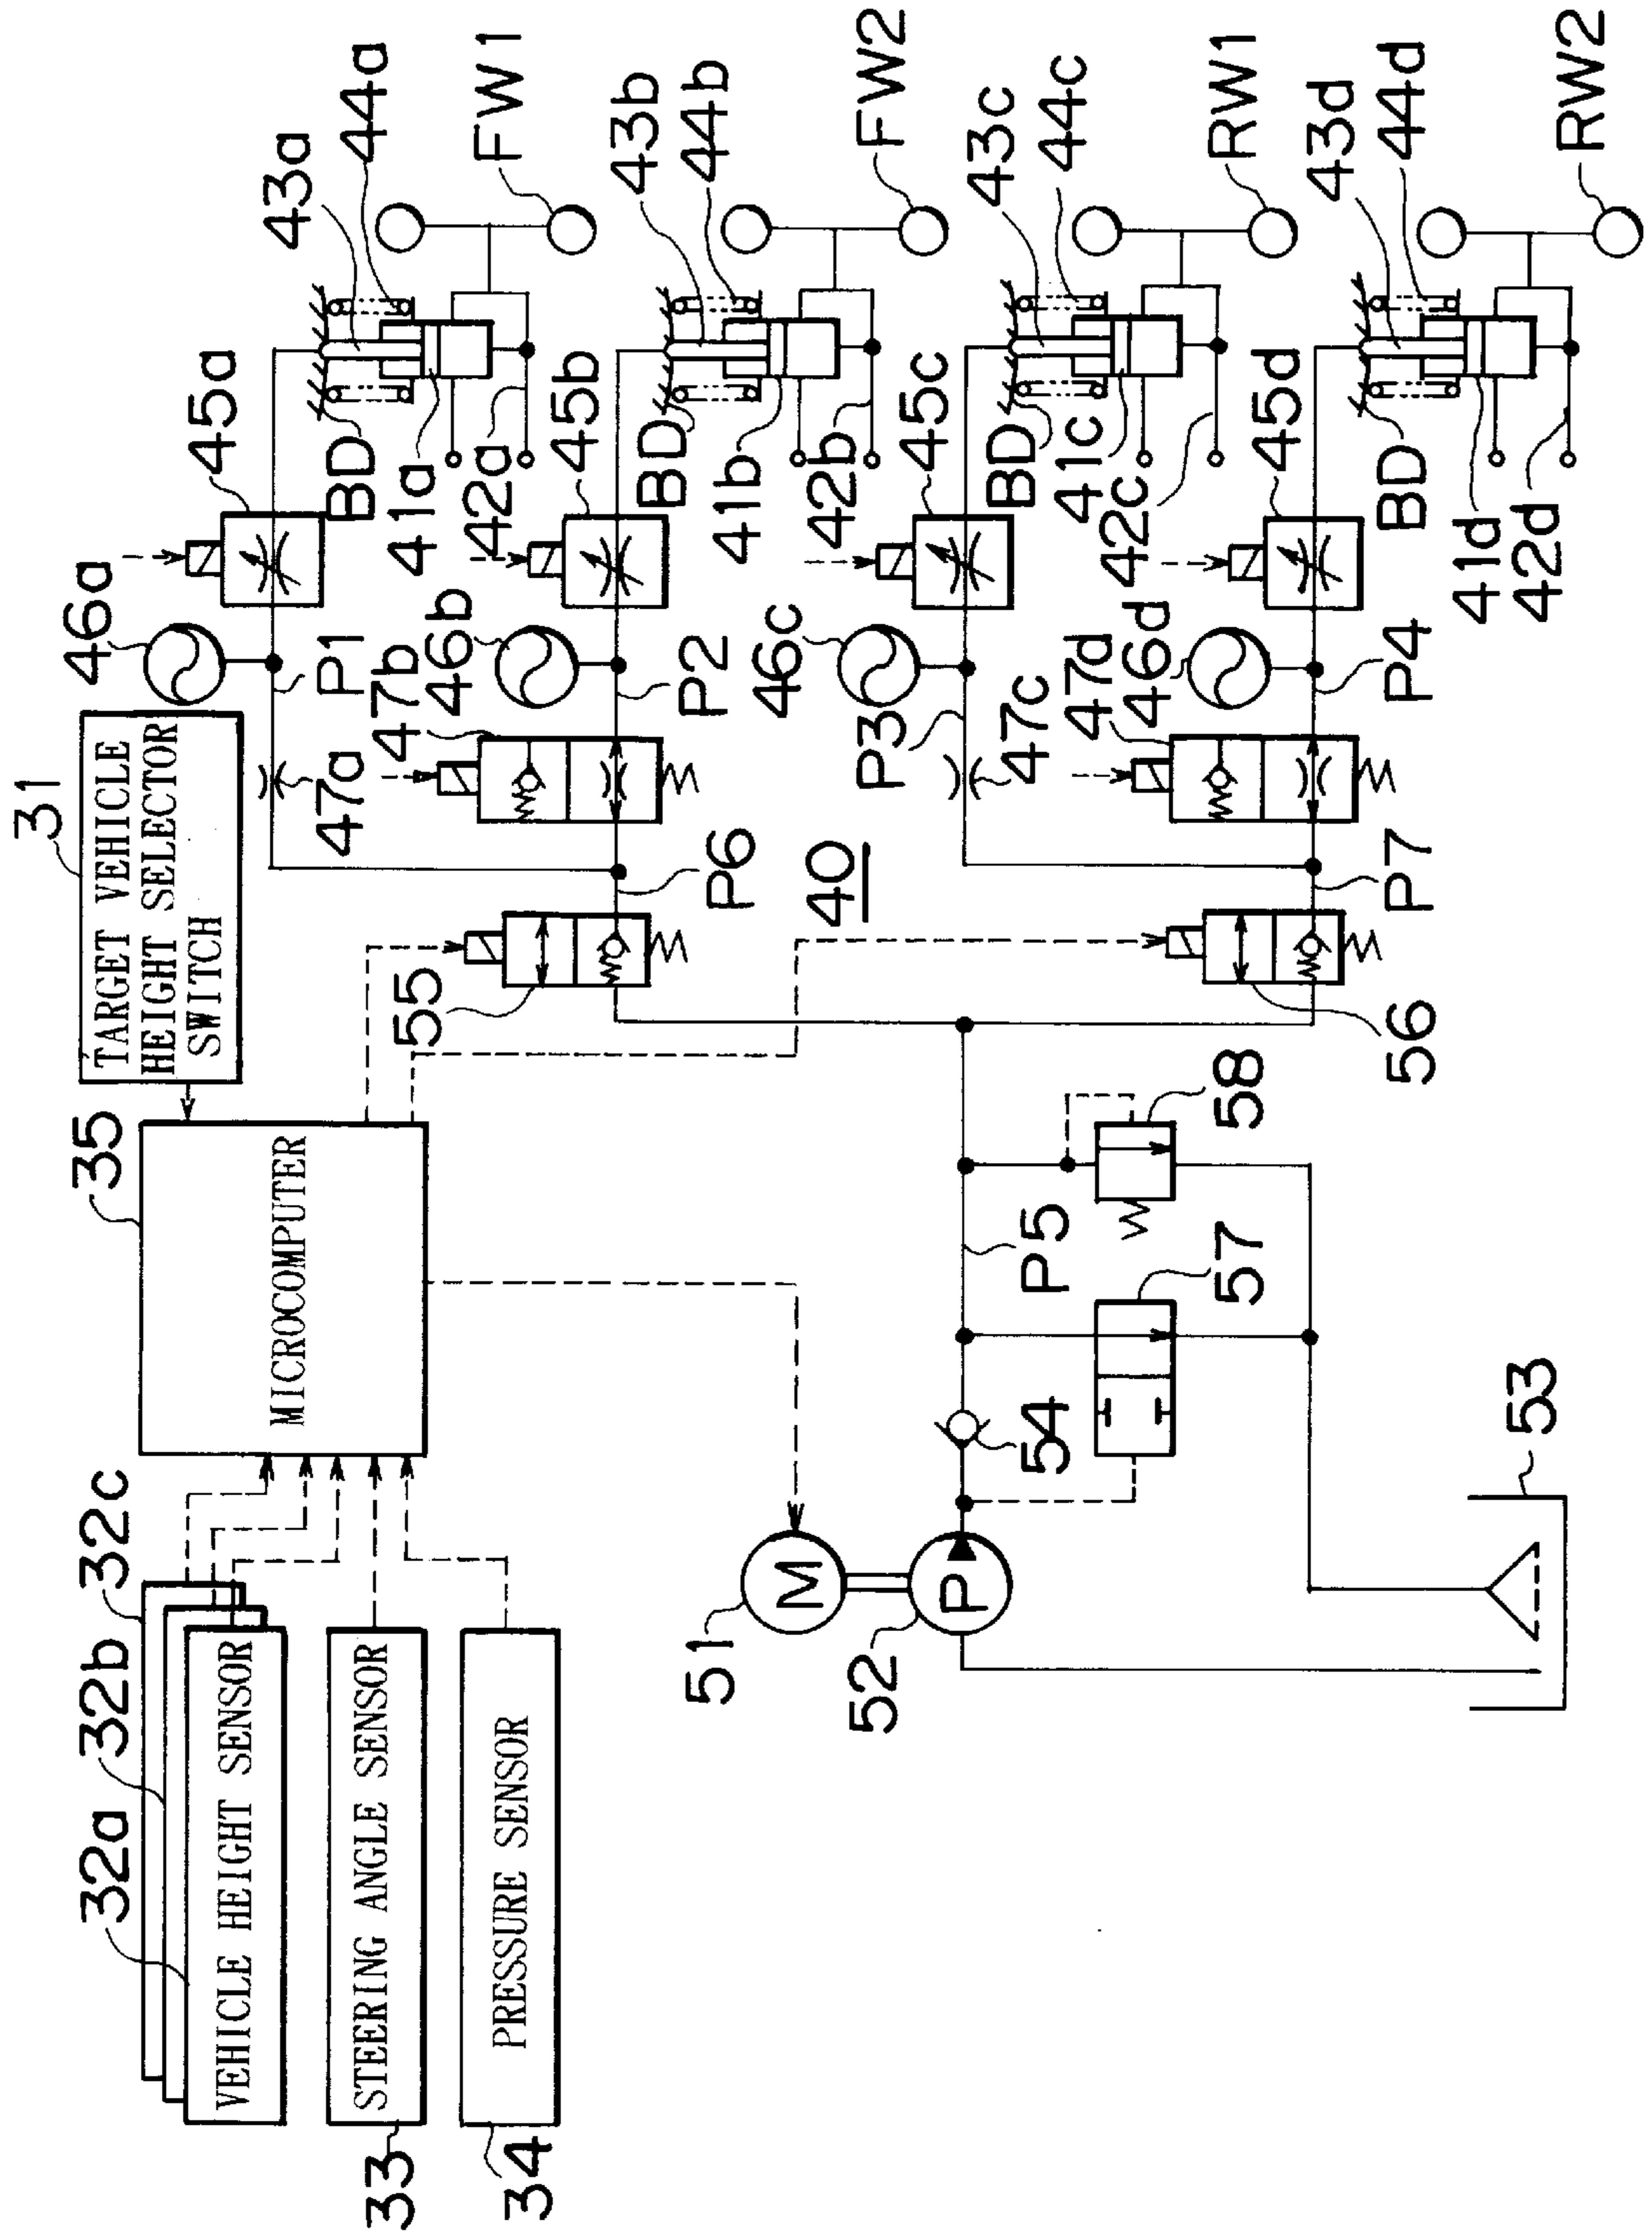 31
TARGET VEHICLE
HEIGHT SELECTOR
SWITCH
35
MICROCOMPUTER
32a
32b
32c
VEHICLE HEIGHT SENSOR
33
STEERING ANGLE SENSOR
34
PRESSURE SENSOR
46a
45a
43a
44a
FW1
P1
47a
BD
41a
42a
47b
46b
45b
43b
44b
FW2
P2
BD
41b
42b
P6
55
40
46c
45c
43c
44c
RW1
P3
47c
BD
41c
42c
47d
46d
45d
43d
44d
RW2
P4
BD
41d
42d
P7
56
58
P5
57
54
51
M
52
P
53